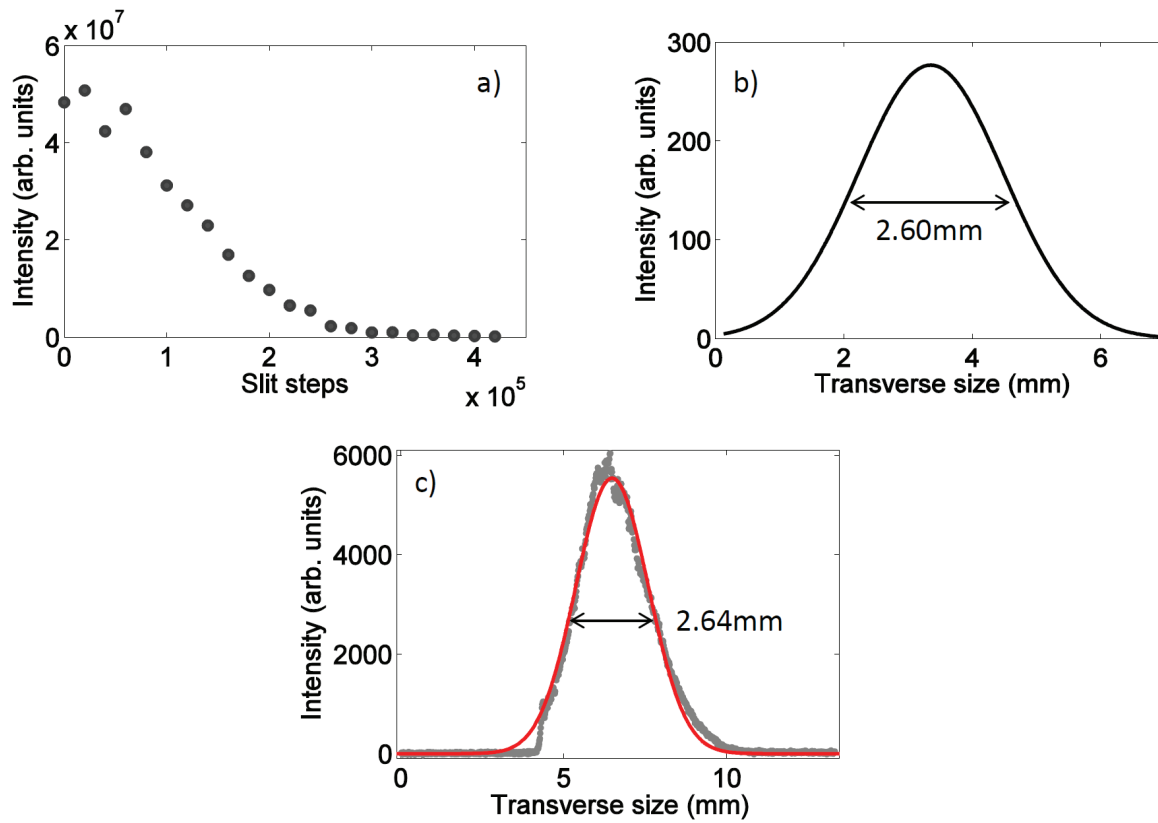 6 x 10^7
4
2
0
Intensity (arb. units)
a)
0 1 2 3 4
Slit steps
x 10^5
300
200
100
0
Intensity (arb. units)
b)
2.60mm
0 2 4 6
Transverse size (mm)
6000
4000
2000
0
Intensity (arb. units)
c)
2.64mm
0 5 10
Transverse size (mm)